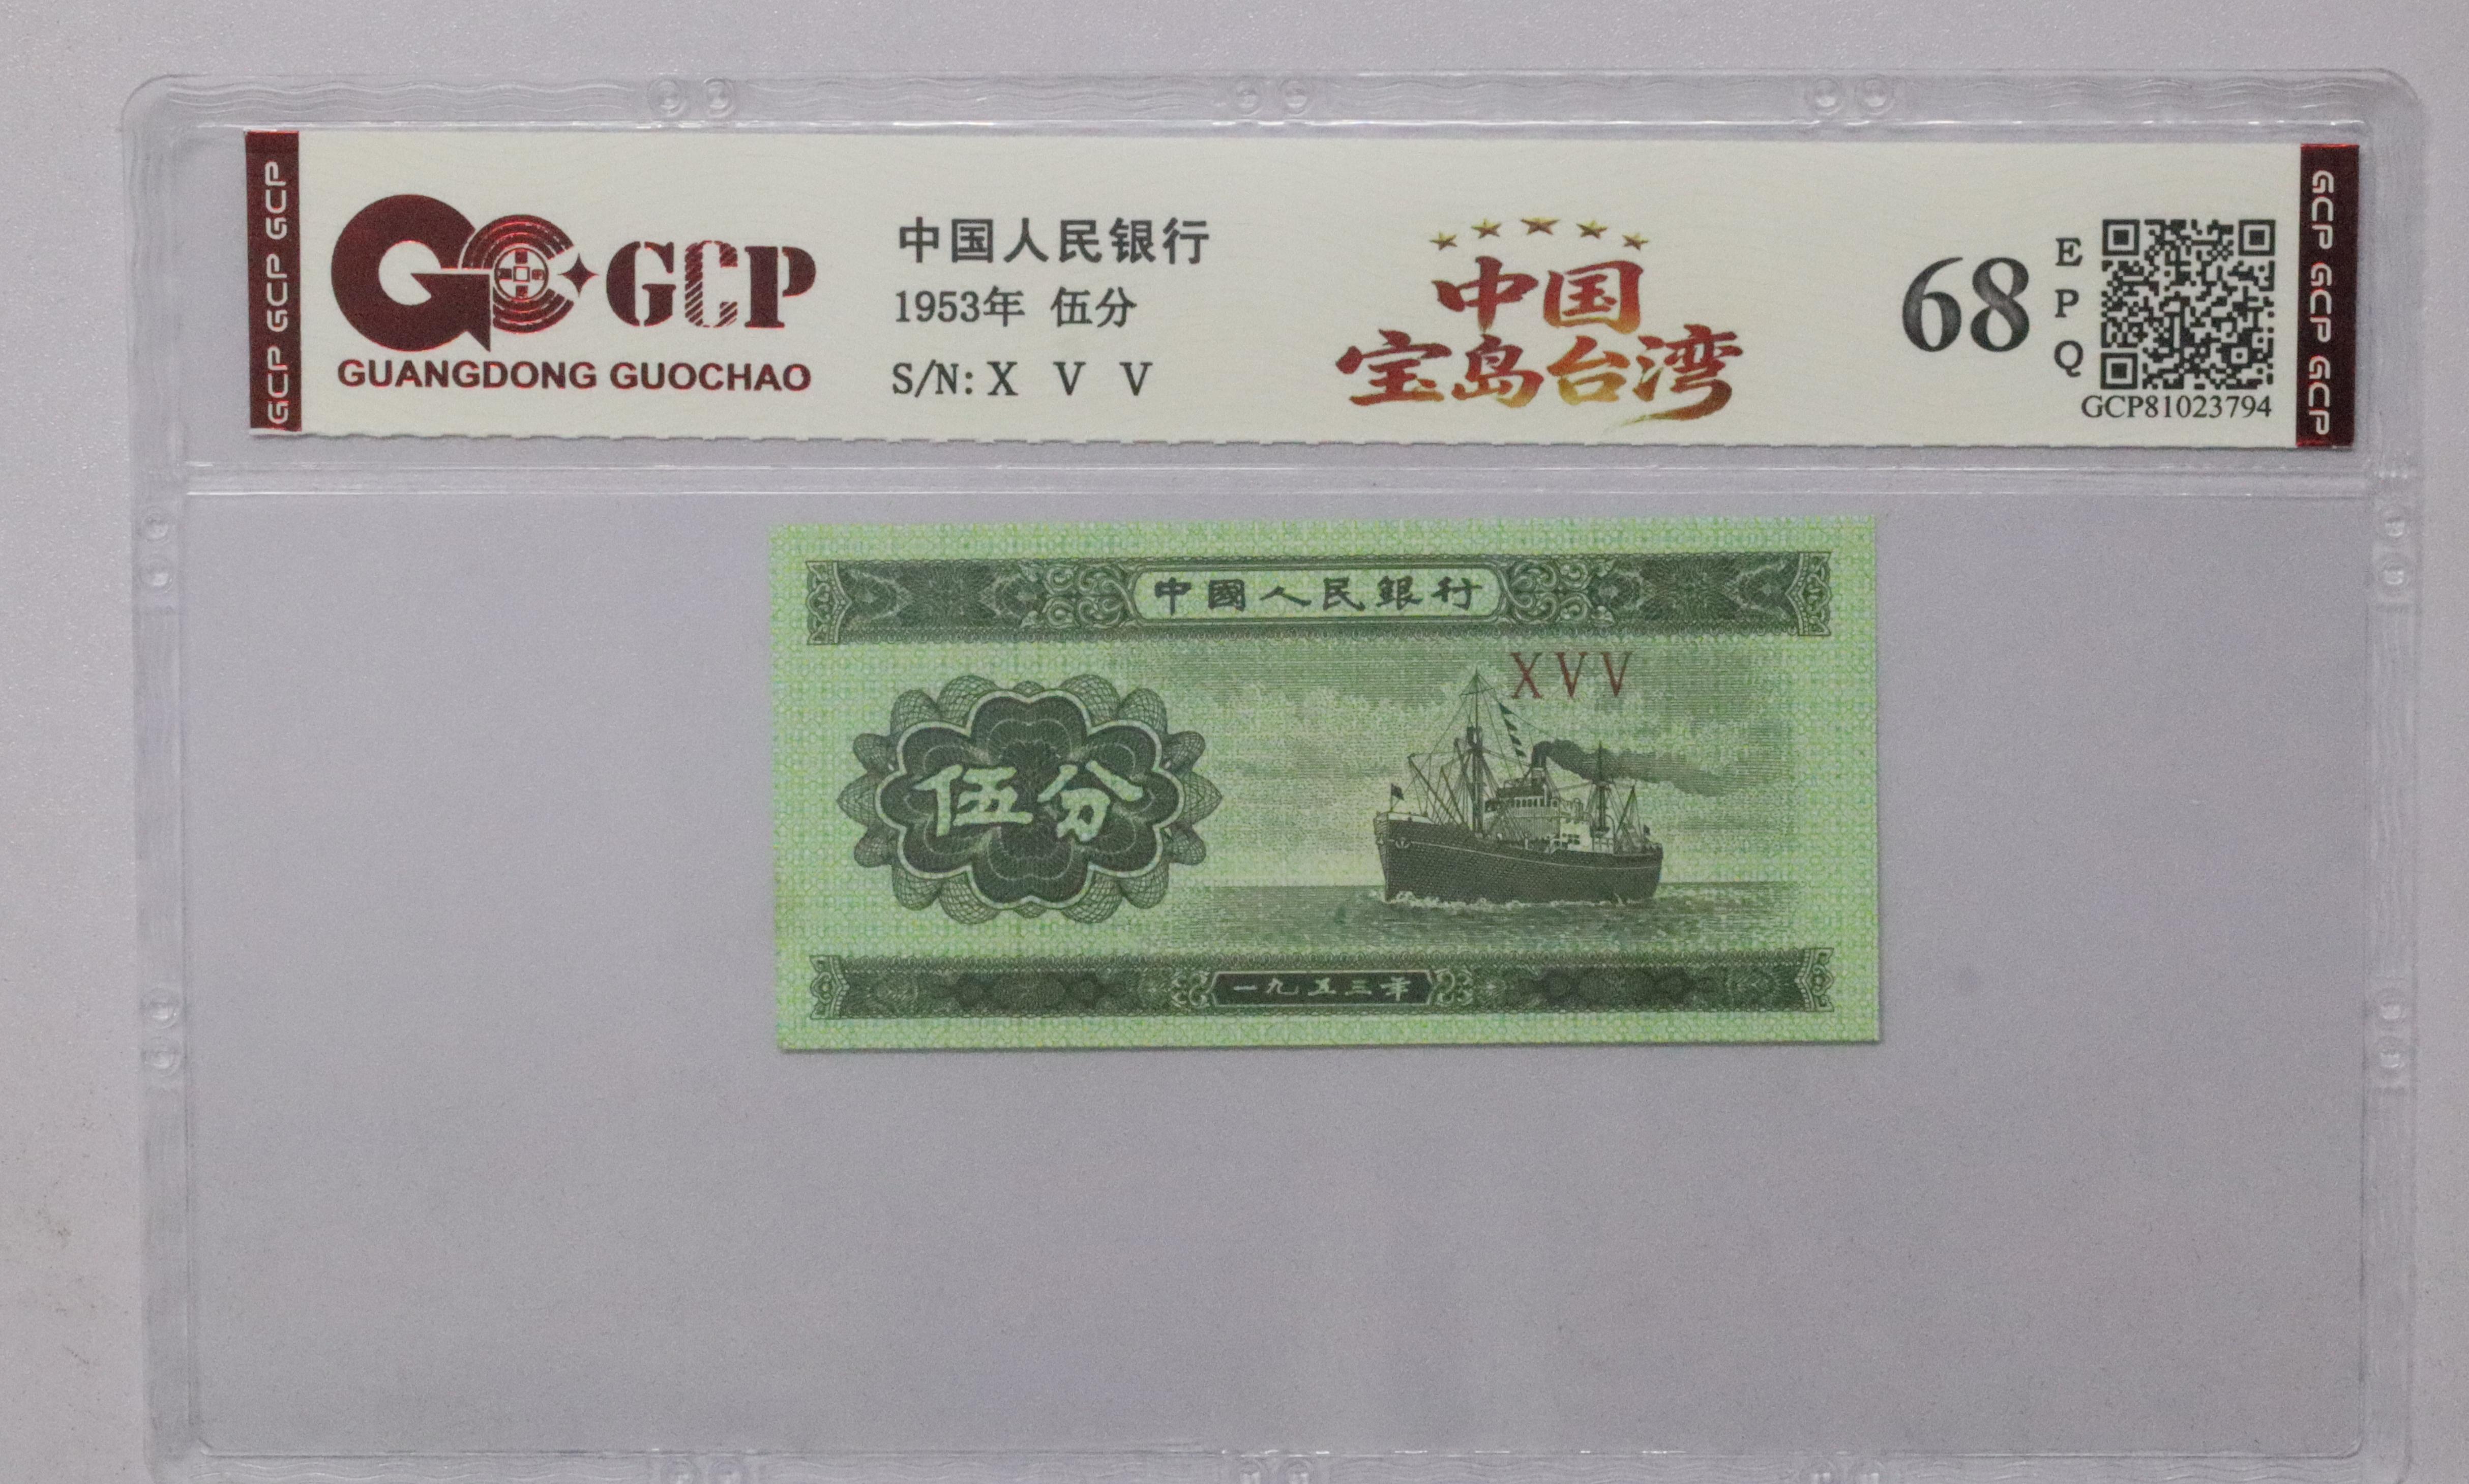 GCP GCP GCP
GCP
GUANGDONG GUOCHAO
中国人民银行
1953年 伍分
S/N: X V V
中国
宝岛台湾
68
E
P
Q
GCP81023794
GCP GCP GCP
中國人民銀行
XVV
伍分
一九五三年